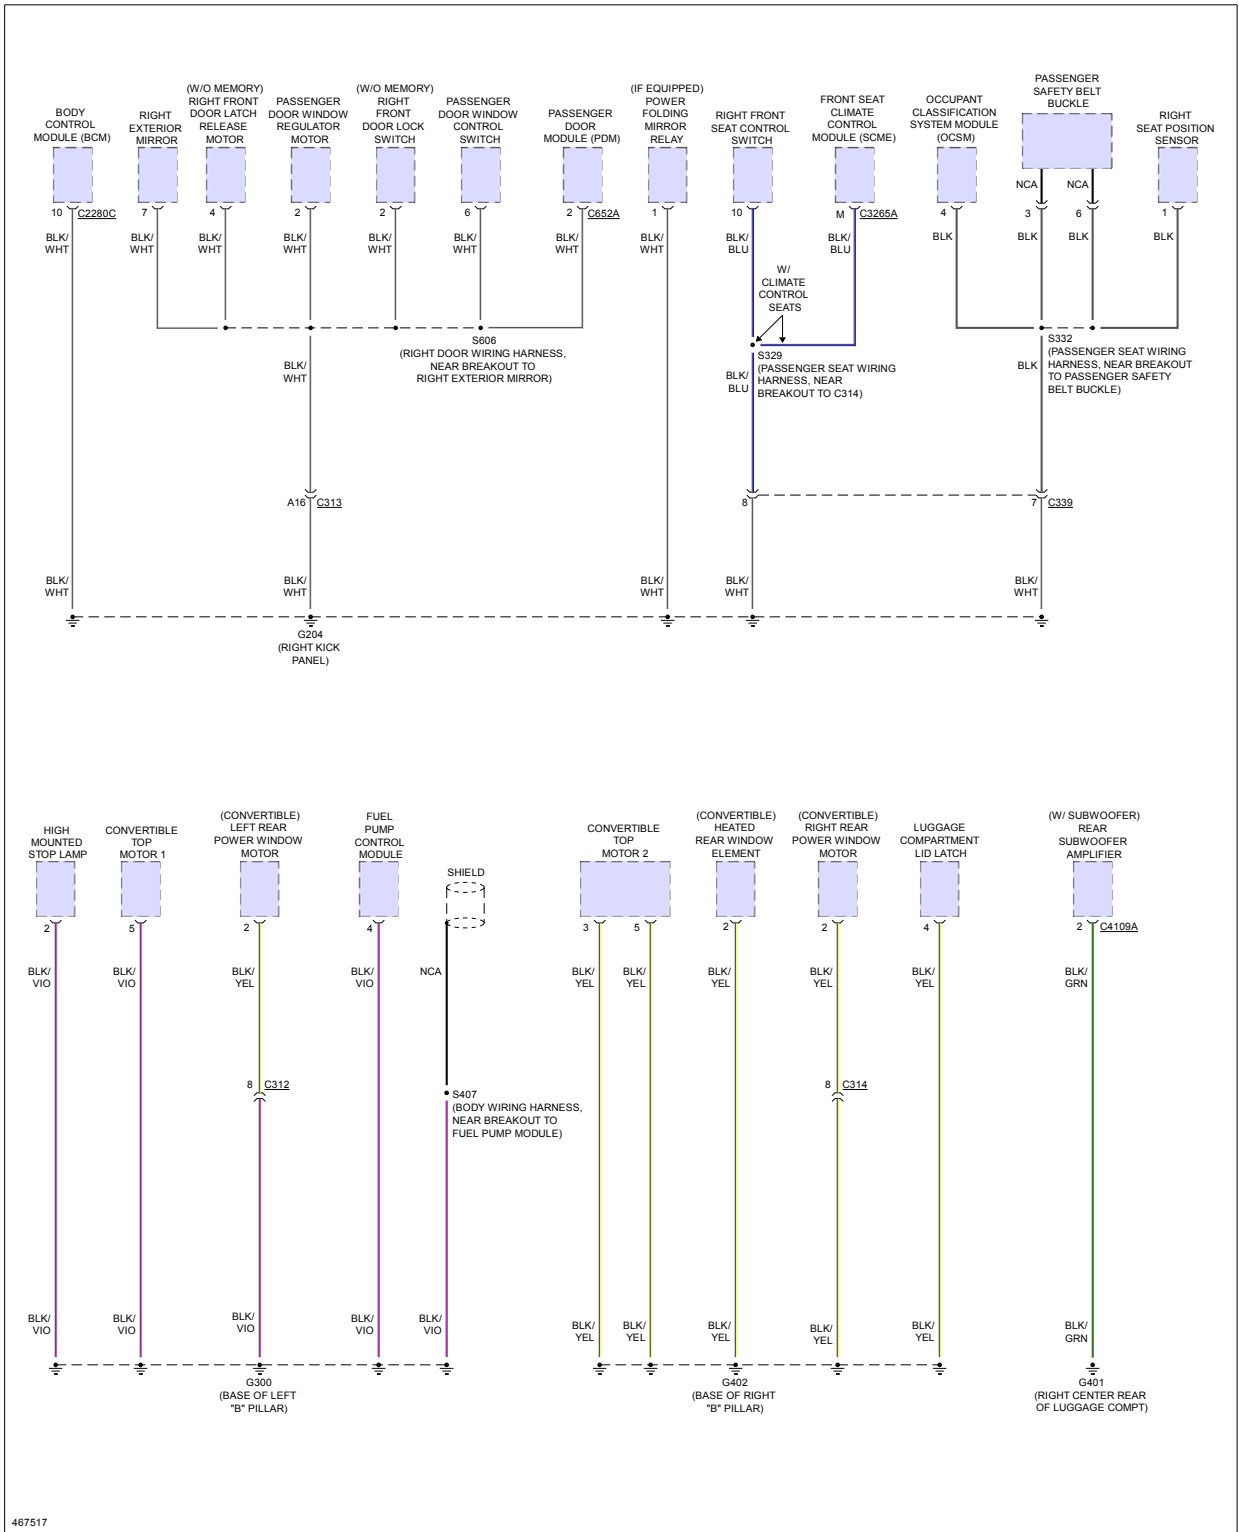 BODY
CONTROL
MODULE (BCM)
RIGHT
EXTERIOR
MIRROR
(W/O MEMORY)
RIGHT FRONT
DOOR LATCH
RELEASE
MOTOR
PASSENGER
DOOR WINDOW
REGULATOR
MOTOR
(W/O MEMORY)
RIGHT
FRONT
DOOR LOCK
SWITCH
PASSENGER
DOOR WINDOW
CONTROL
SWITCH
PASSENGER
DOOR
MODULE (PDM)
(IF EQUIPPED)
POWER
FOLDING
MIRROR
RELAY
RIGHT FRONT
SEAT CONTROL
SWITCH
FRONT SEAT
CLIMATE
CONTROL
MODULE (SCME)
OCCUPANT
CLASSIFICATION
SYSTEM MODULE
(OCSM)
PASSENGER
SAFETY BELT
BUCKLE
RIGHT
SEAT POSITION
SENSOR
NCA
NCA
10 C2280C
7
4
2
2
6
2 C652A
1
10
M C3265A
4
3
6
1
BLK/
WHT
BLK/
WHT
BLK/
WHT
BLK/
WHT
BLK/
WHT
BLK/
WHT
BLK/
WHT
BLK/
WHT
BLK/
BLU
BLK/
BLU
BLK
BLK
BLK
BLK
W/
CLIMATE
CONTROL
SEATS
S606
(RIGHT DOOR WIRING HARNESS,
NEAR BREAKOUT TO
RIGHT EXTERIOR MIRROR)
S329
(PASSENGER SEAT WIRING
HARNESS, NEAR
BREAKOUT TO C314)
S332
(PASSENGER SEAT WIRING
HARNESS, NEAR BREAKOUT
TO PASSENGER SAFETY
BELT BUCKLE)
BLK/
WHT
BLK/
BLU
BLK
A16 C313
8
7 C339
BLK/
WHT
BLK/
WHT
BLK/
WHT
BLK/
WHT
BLK/
WHT
G204
(RIGHT KICK
PANEL)
HIGH
MOUNTED
STOP LAMP
CONVERTIBLE
TOP
MOTOR 1
(CONVERTIBLE)
LEFT REAR
POWER WINDOW
MOTOR
FUEL
PUMP
CONTROL
MODULE
SHIELD
CONVERTIBLE
TOP
MOTOR 2
(CONVERTIBLE)
HEATED
REAR WINDOW
ELEMENT
(CONVERTIBLE)
RIGHT REAR
POWER WINDOW
MOTOR
LUGGAGE
COMPARTMENT
LID LATCH
(W/ SUBWOOFER)
REAR
SUBWOOFER
AMPLIFIER
2
5
2
4
3
5
2
2
4
2 C4109A
BLK/
VIO
BLK/
VIO
BLK/
YEL
BLK/
VIO
NCA
BLK/
YEL
BLK/
YEL
BLK/
YEL
BLK/
YEL
BLK/
YEL
BLK/
GRN
8 C312
S407
(BODY WIRING HARNESS,
NEAR BREAKOUT TO
FUEL PUMP MODULE)
8 C314
BLK/
VIO
BLK/
VIO
BLK/
VIO
BLK/
VIO
BLK/
VIO
BLK/
YEL
BLK/
YEL
BLK/
YEL
BLK/
YEL
BLK/
YEL
BLK/
GRN
G300
(BASE OF LEFT
"B" PILLAR)
G402
(BASE OF RIGHT
"B" PILLAR)
G401
(RIGHT CENTER REAR
OF LUGGAGE COMPT)
467517